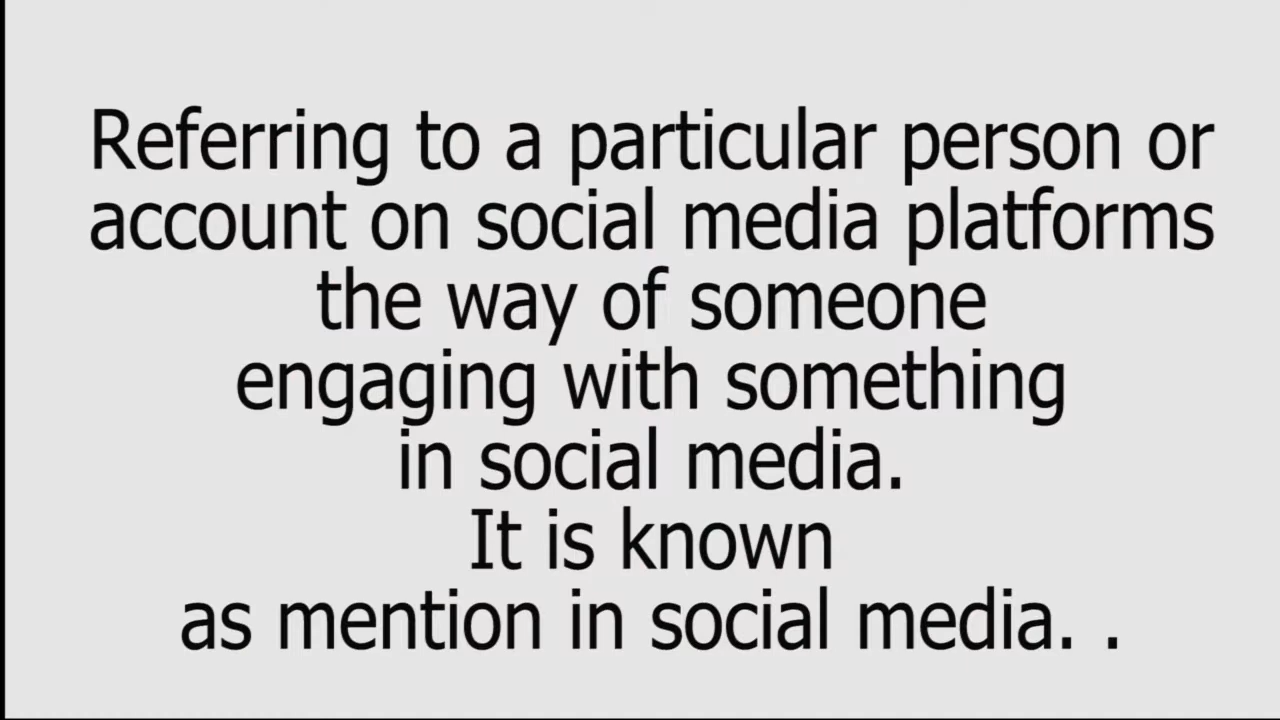 Referring to a particular person or
account on social media platforms
the way of someone
engaging with something
in social media.
It is known
as mention in social media. .